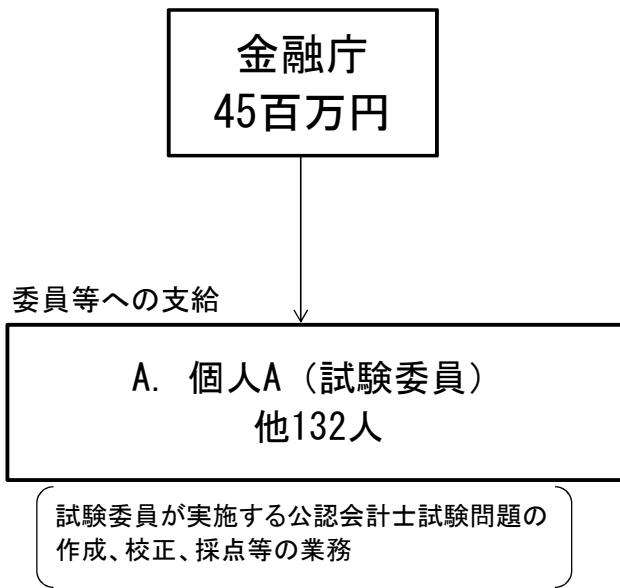 金融庁
45百万円
委員等への支給
A. 個人A（試験委員）
他132人
試験委員が実施する公認会計士試験問題の
作成、校正、採点等の業務